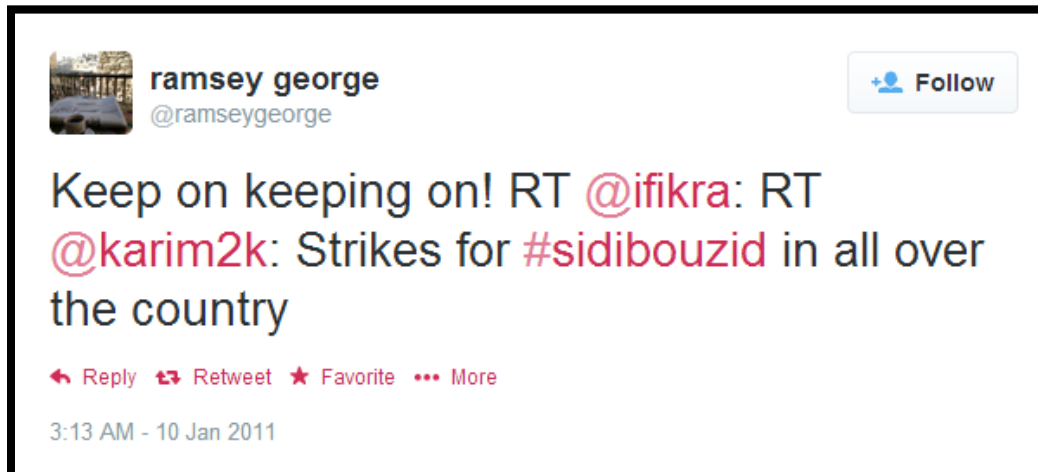 ramsey george
@ramseygeorge
Follow
Keep on keeping on! RT @ifikra: RT
@karim2k: Strikes for #sidibouzid in all over
the country
Reply Retweet Favorite More
3:13 AM - 10 Jan 2011